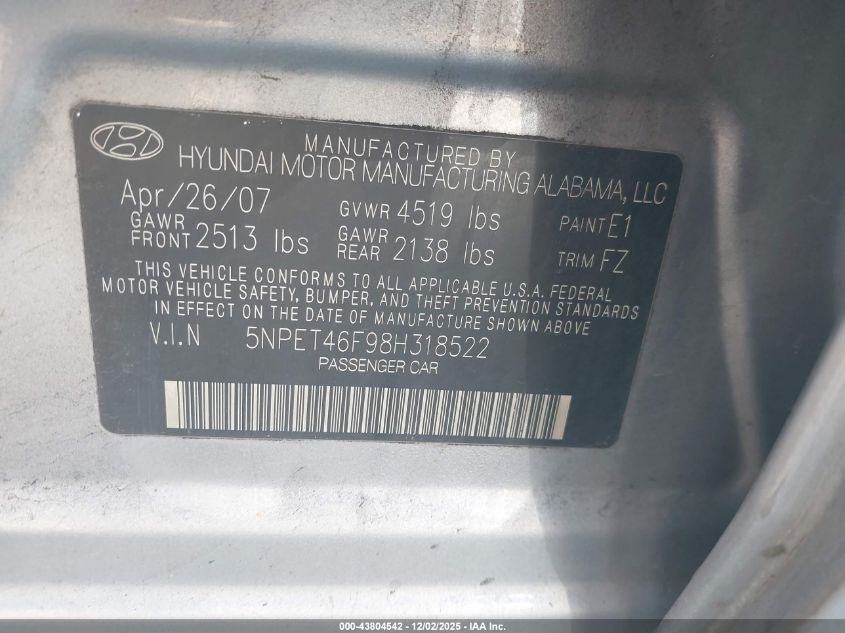 MANUFACTURED BY
HYUNDAI MOTOR MANUFACTURING ALABAMA, LLC
Apr/26/07 GVWR 4519 lbs PAINT E1
GAWR FRONT 2513 lbs GAWR REAR 2138 lbs TRIM FZ
THIS VEHICLE CONFORMS TO ALL APPLICABLE U.S.A. FEDERAL
MOTOR VEHICLE SAFETY, BUMPER, AND THEFT PREVENTION STANDARDS
IN EFFECT ON THE DATE OF MANUFACTURE SHOWN ABOVE
V.I.N 5NPET46F98H318522
PASSENGER CAR
000-43804542 - 12/02/2025 - IAA Inc.